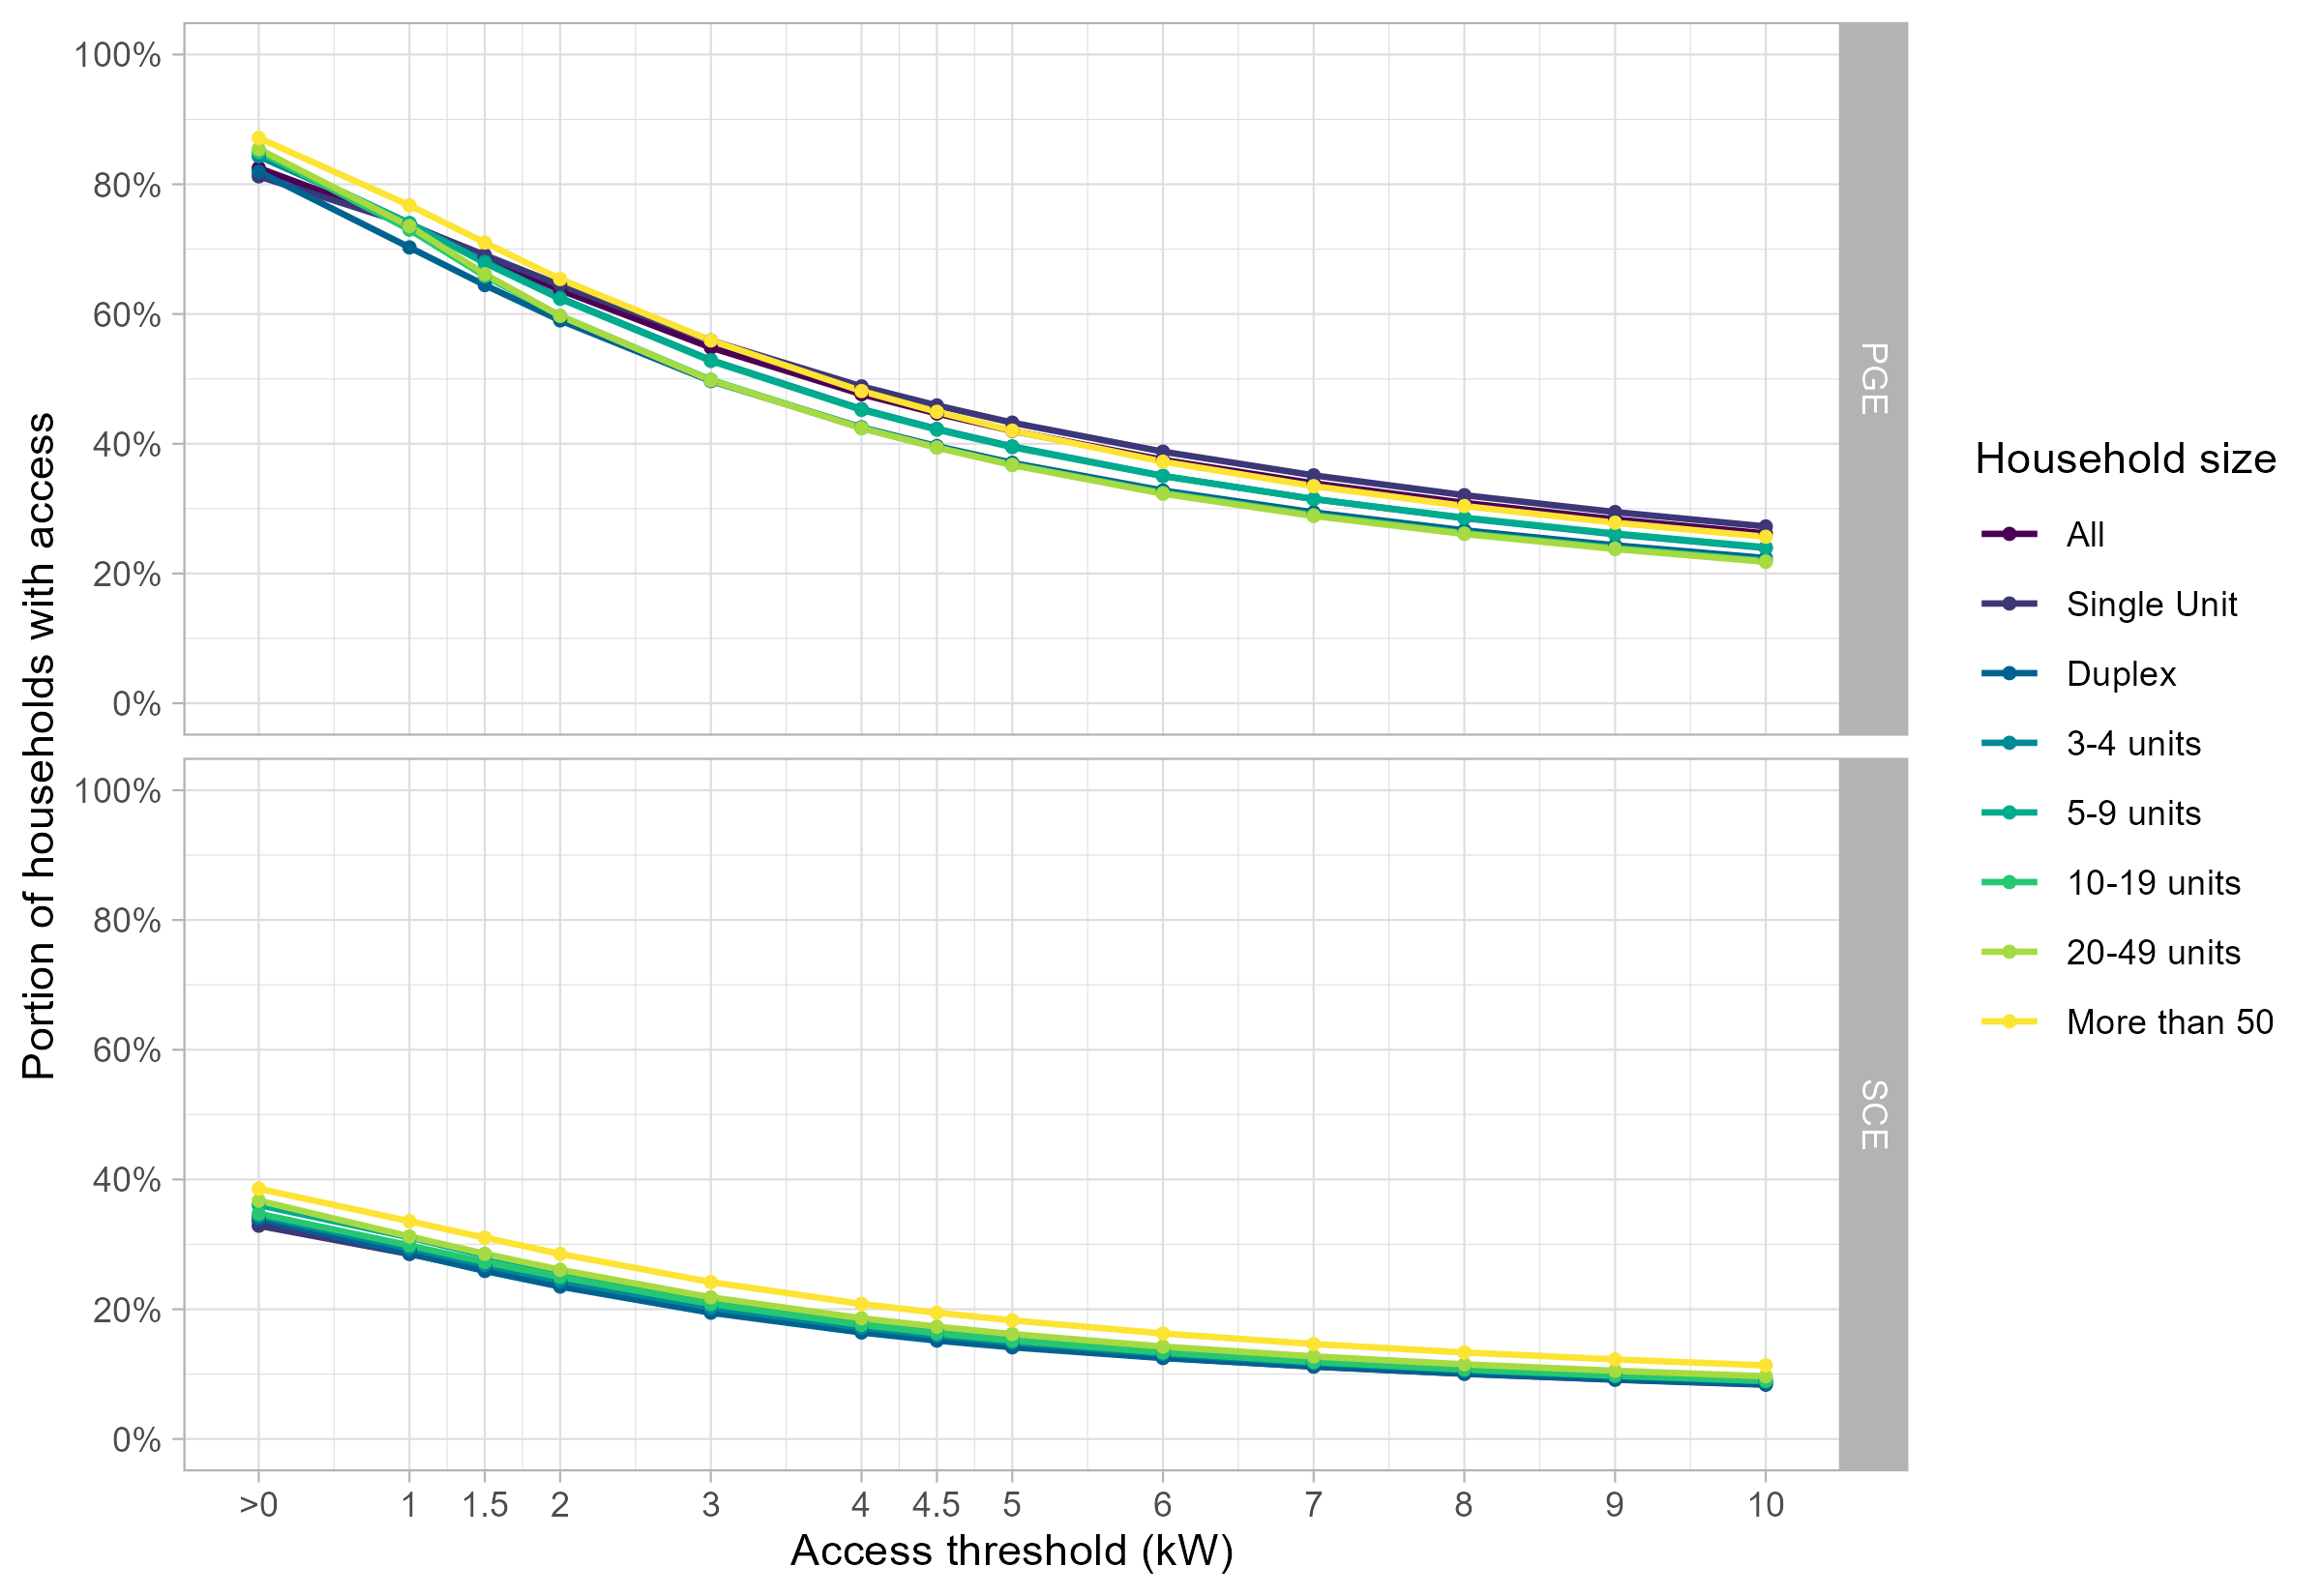 Portion of households with access
100%
80%
60%
40%
20%
0%
PGE
100%
80%
60%
40%
20%
0%
SCE
>0 1 1.5 2 3 4 4.5 5 6 7 8 9 10
Access threshold (kW)
Household size
All
Single Unit
Duplex
3-4 units
5-9 units
10-19 units
20-49 units
More than 50